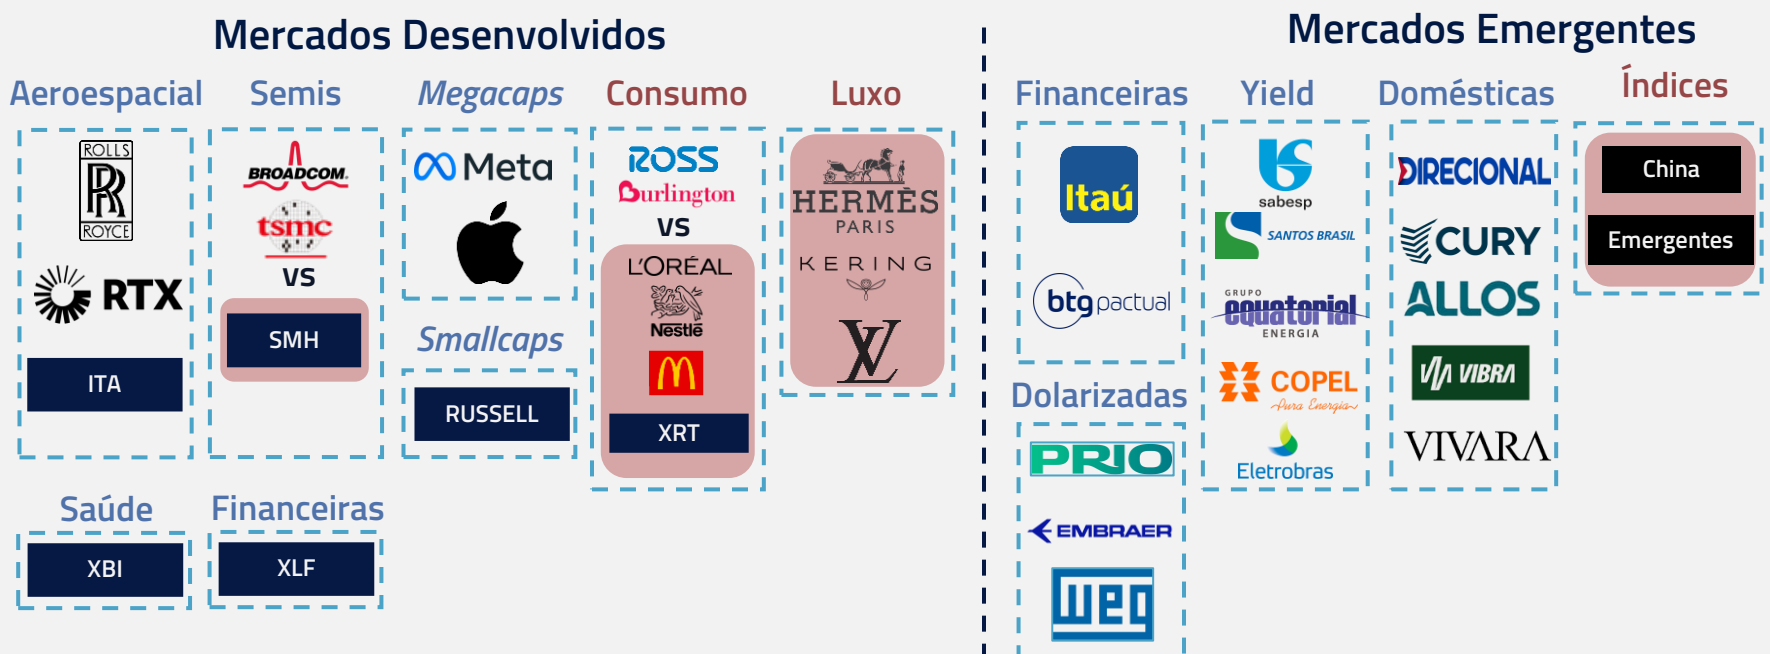 Mercados Desenvolvidos
Aeroespacial
ROLLS
RR
ROYCE
RTX
ITA
Semis
BROADCOM.
tsmc
VS
SMH
Megacaps
Meta
Smallcaps
RUSSELL
Consumo
ROSS
Burlington
VS
L'ORÉAL
Nestlé
M
XRT
Luxo
HERMÈS
PARIS
KERING
LV
Saúde
XBI
Financeiras
XLF
Mercados Emergentes
Financeiras
Itaú
btg pactual
Dolarizadas
PRIO
EMBRAER
WEG
Yield
sabesp
SANTOS BRASIL
GRUPO
equatorial
ENERGIA
COPEL
Pura Energia
Eletrobras
Domésticas
DIRECIONAL
CURY
ALLOS
VIBRA
VIVARA
Índices
China
Emergentes